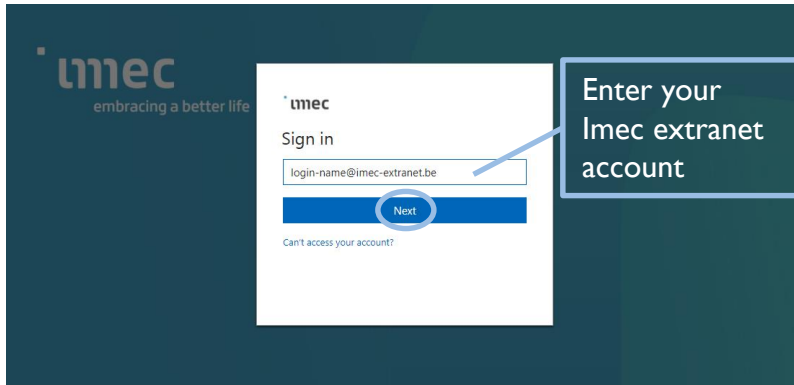 imec
embracing a better life
imec
Sign in
login-name@imec-extranet.be
Next
Can't access your account?
Enter your
Imec extranet
account